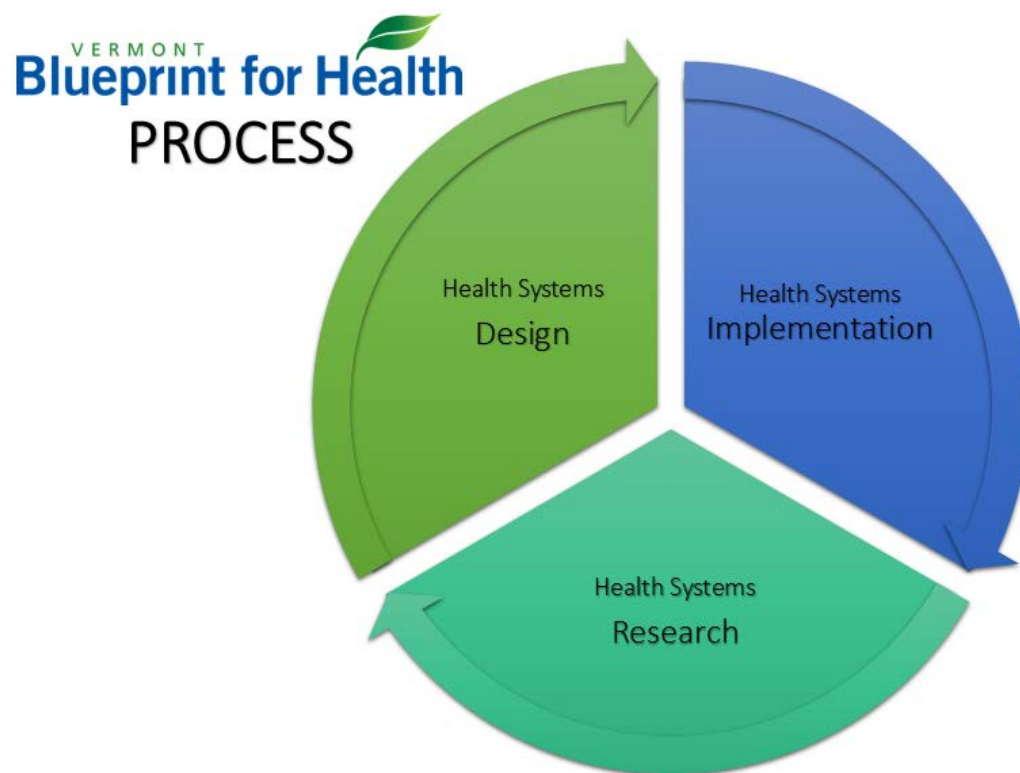 VERMONT
Blueprint for Health
PROCESS
Health Systems
Design
Health Systems
Implementation
Health Systems
Research